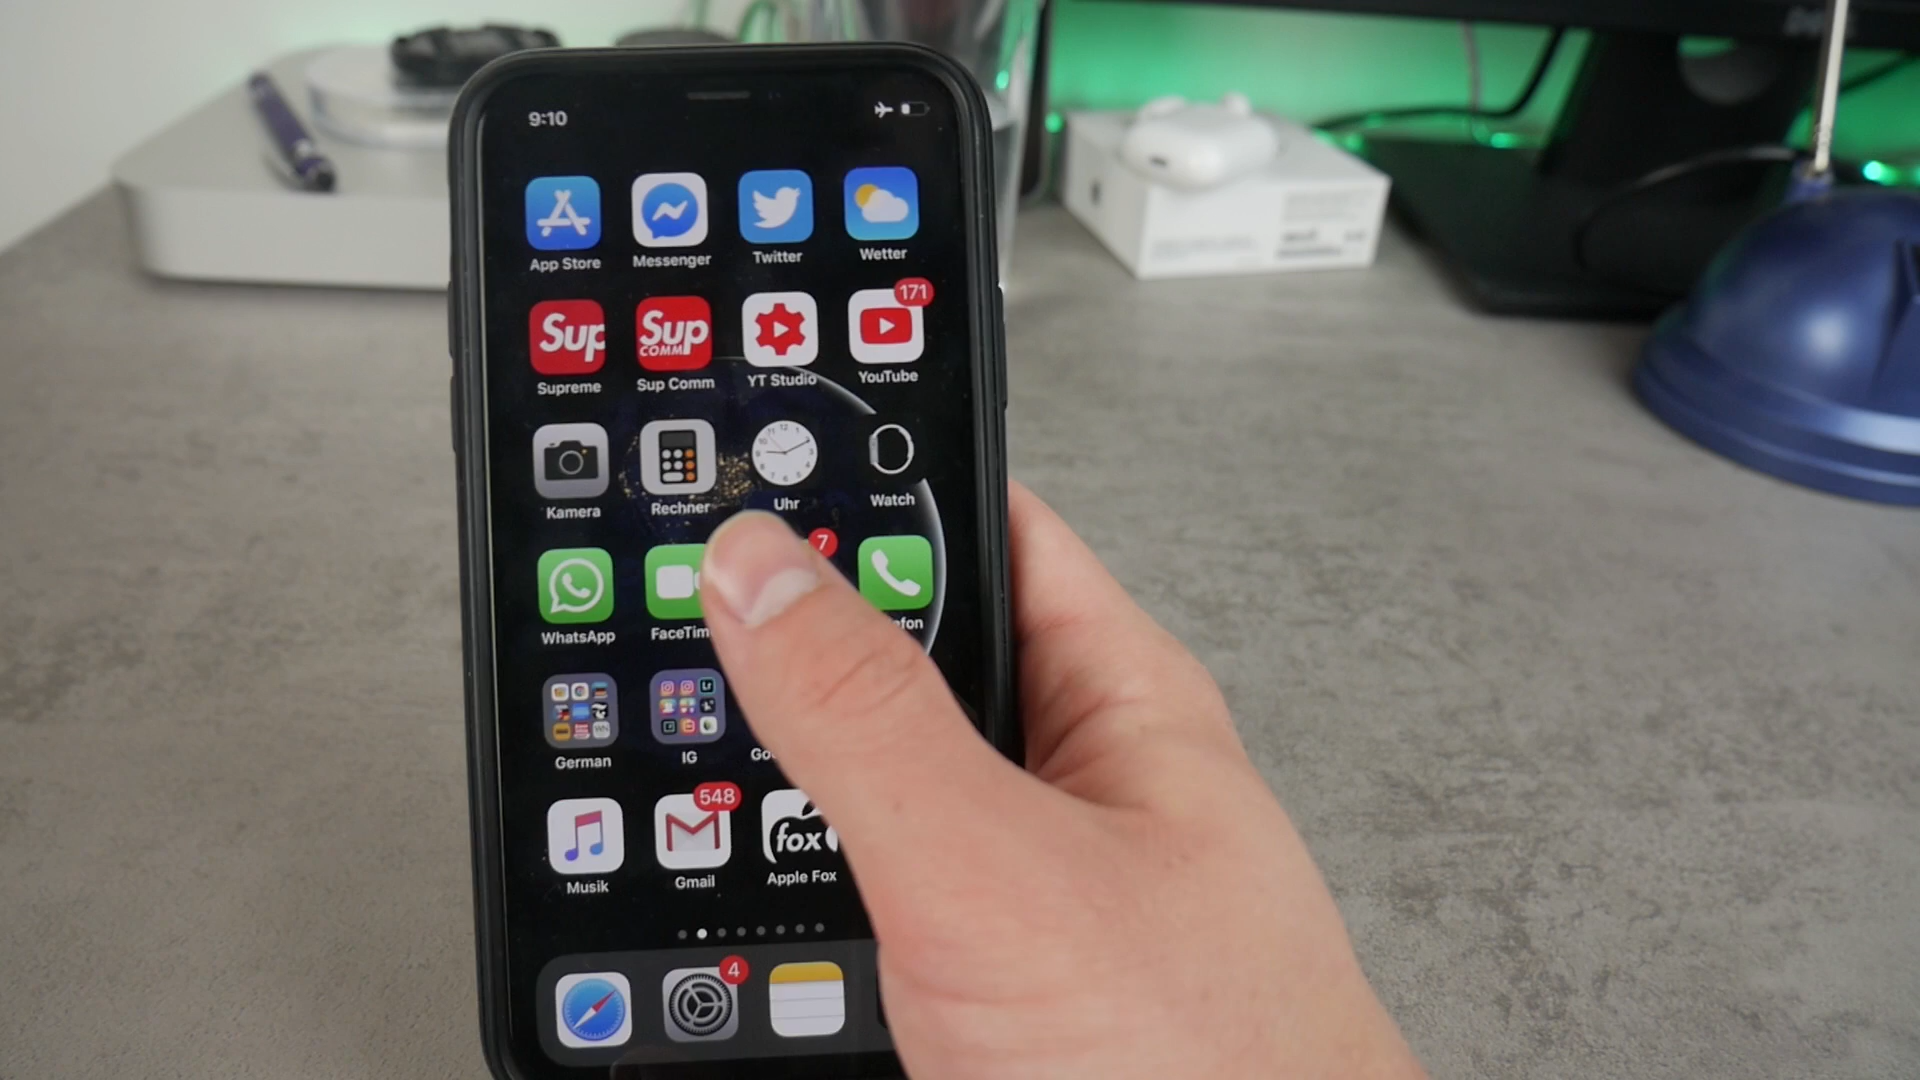 9:10
App Store
Messenger
Twitter
Wetter
171
Sup
Sup
COMM
Supreme
Sup Comm
YT Studio
YouTube
Kamera
Rechner
Uhr
Watch
7
WhatsApp
FaceTim
efon
German
IG
Go
548
fox
Musik
Gmail
Apple Fox
4